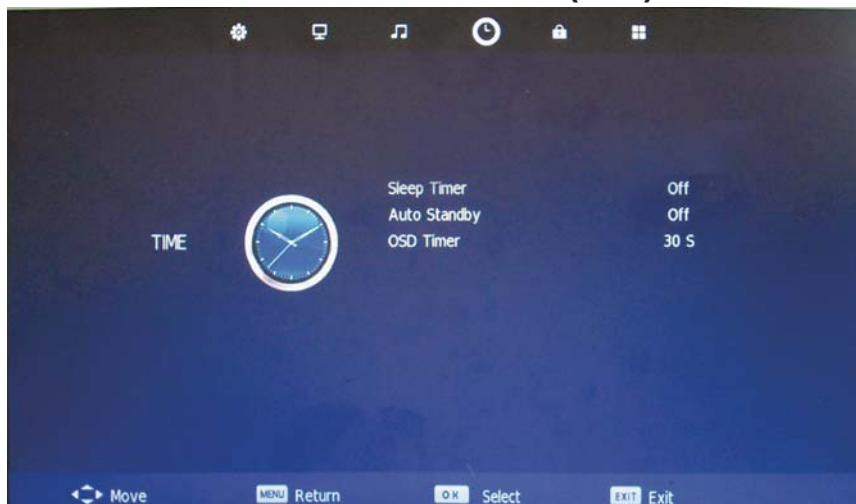 Sleep Timer Off
Auto Standby Off
TIME OSD Timer 30 S
Move MENU Return OK Select EXIT Exit